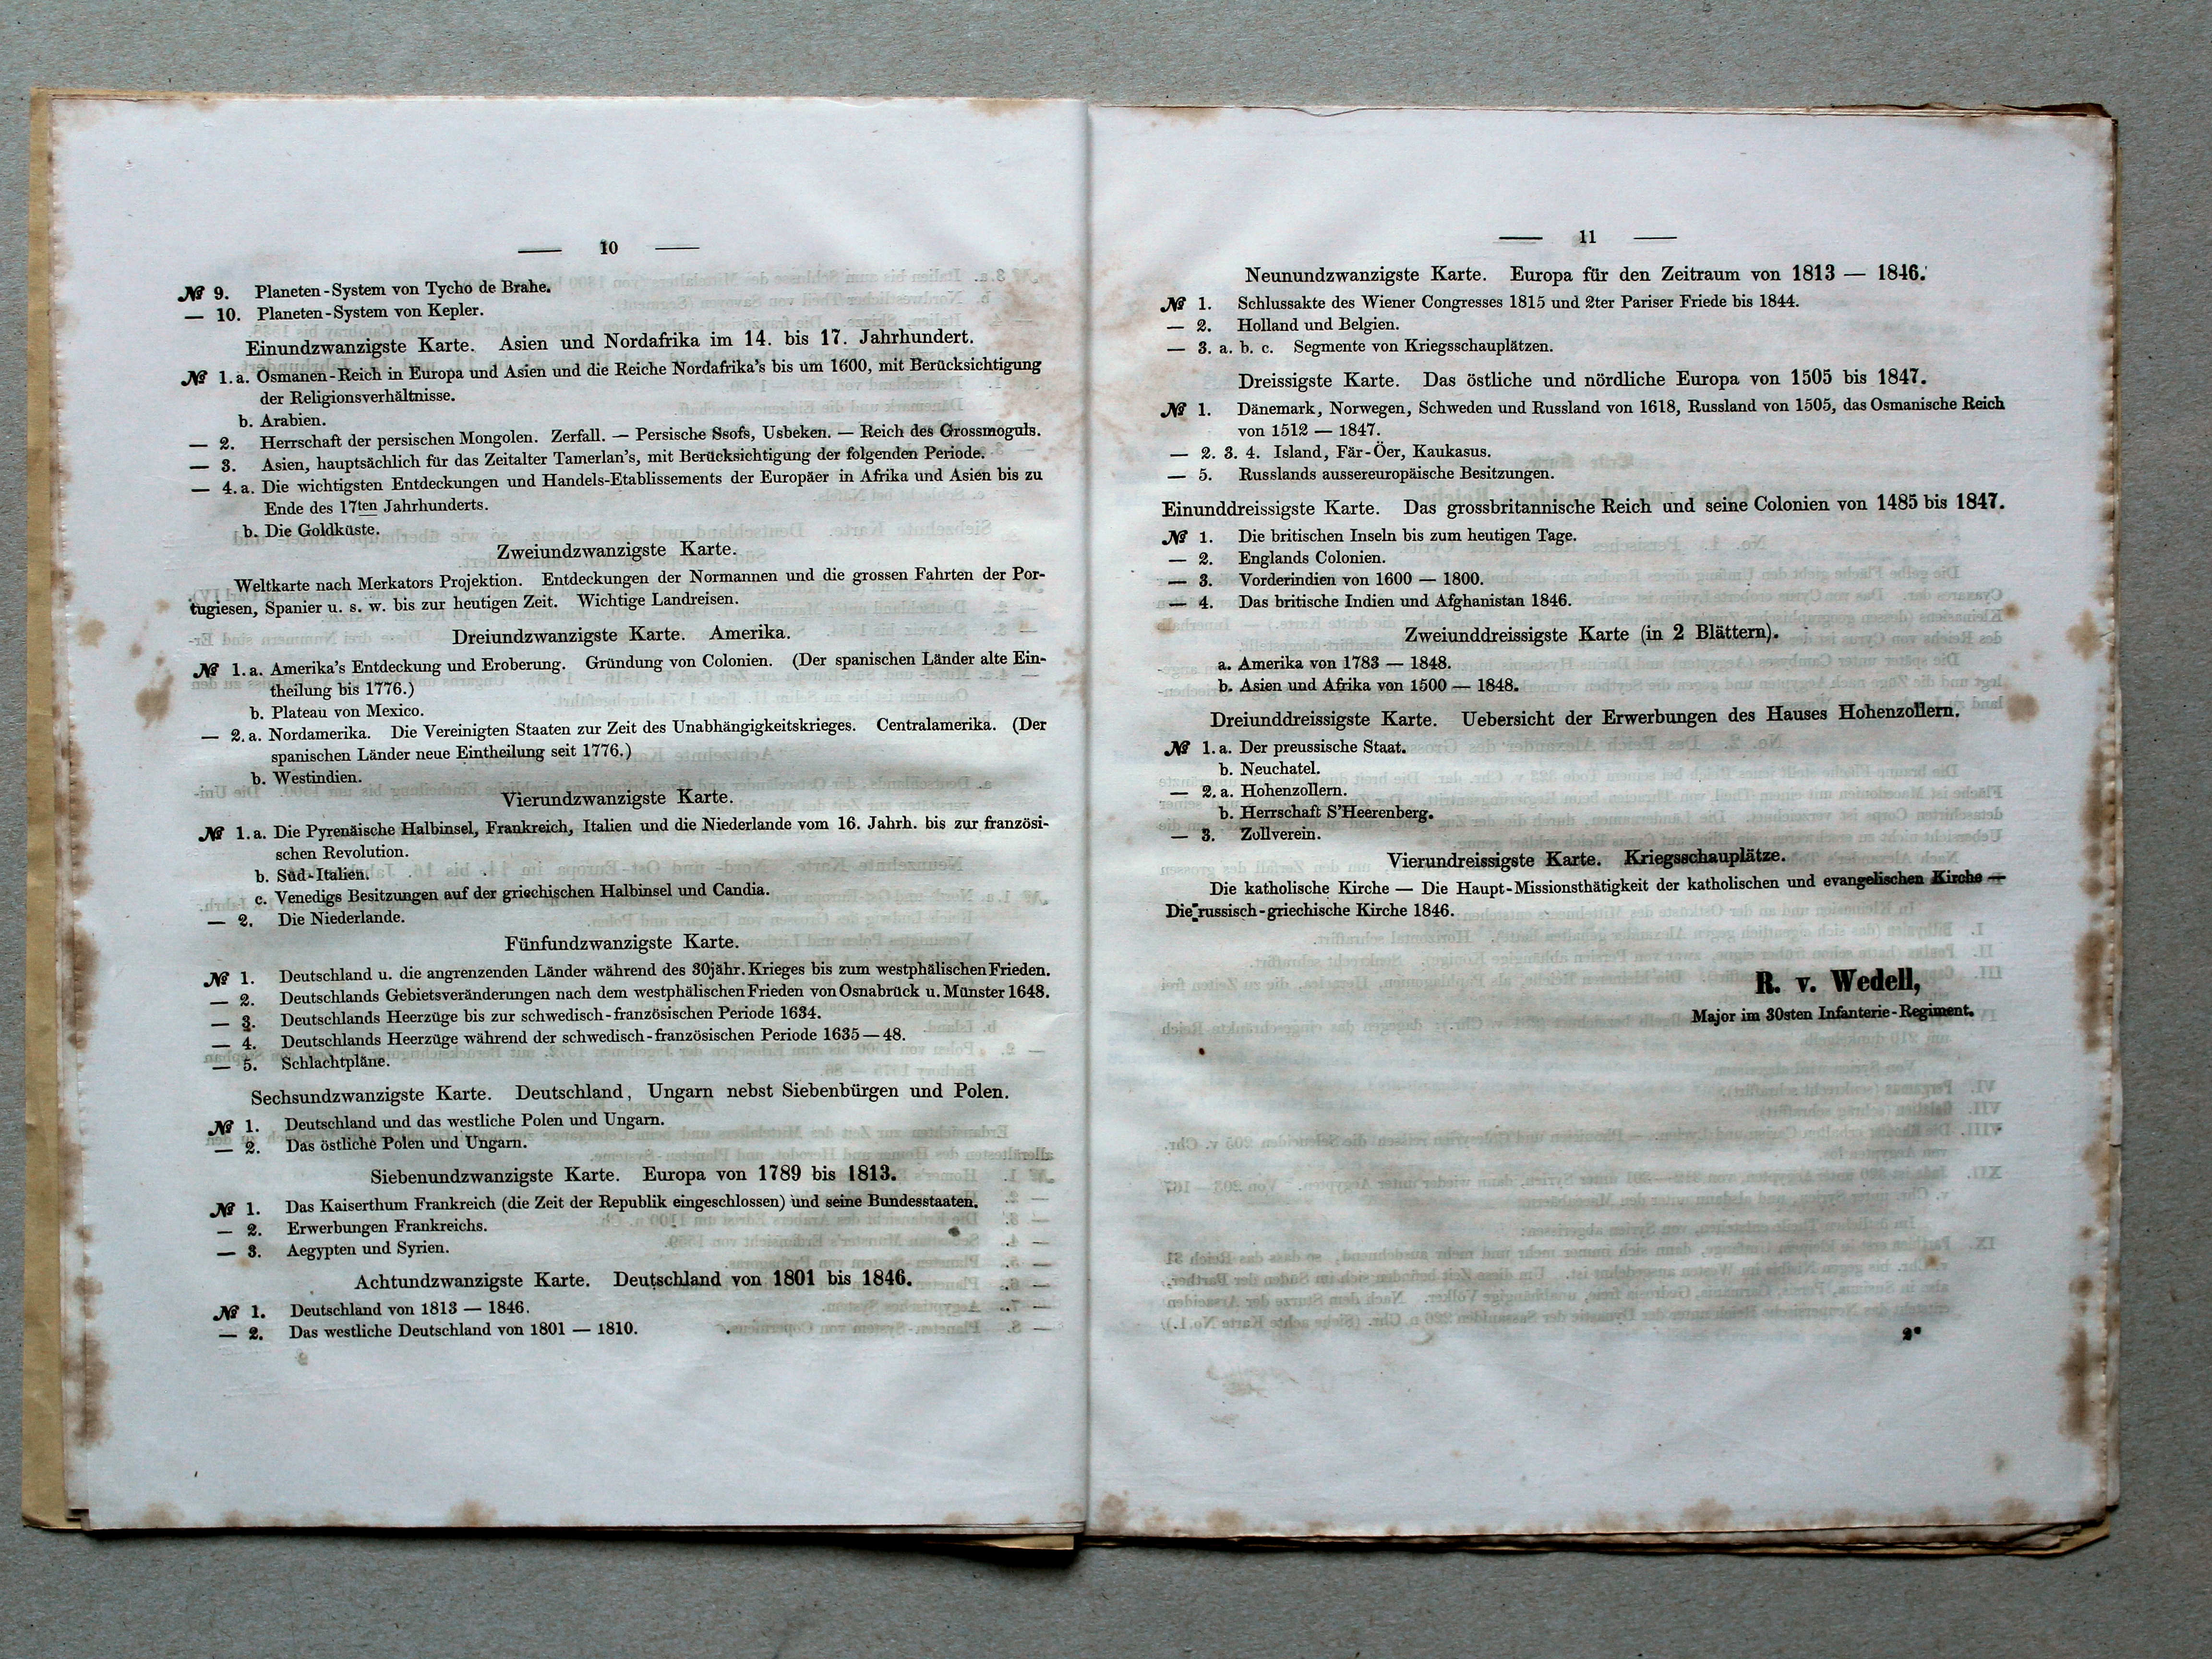 — 10 —
№ 9. Planeten-System von Tycho de Brahe.
— 10. Planeten-System von Kepler.
Einundzwanzigste Karte. Asien und Nordafrika im 14. bis 17. Jahrhundert.
№ 1. a. Osmanen-Reich in Europa und Asien und die Reiche Nordafrika's bis um 1600, mit Berücksichtigung
der Religionsverhältnisse.
b. Arabien.
— 2. Herrschaft der persischen Mongolen. Zerfall. — Persische Ssofs, Usbeken. — Reich des Grossmoguls.
— 3. Asien, hauptsächlich für das Zeitalter Tamerlan's, mit Berücksichtigung der folgenden Periode.
— 4. a. Die wichtigsten Entdeckungen und Handels-Etablissements der Europäer in Afrika und Asien bis zu
Ende des 17ten Jahrhunderts.
b. Die Goldküste.
Zweiundzwanzigste Karte.
Weltkarte nach Merkators Projektion. Entdeckungen der Normannen und die grossen Fahrten der Por-
tugiesen, Spanier u. s. w. bis zur heutigen Zeit. Wichtige Landreisen.
Dreiundzwanzigste Karte. Amerika.
№ 1. a. Amerika's Entdeckung und Eroberung. Gründung von Colonien. (Der spanischen Länder alte Ein-
theilung bis 1776.)
b. Plateau von Mexico.
— 2. a. Nordamerika. Die Vereinigten Staaten zur Zeit des Unabhängigkeitskrieges. Centralamerika. (Der
spanischen Länder neue Eintheilung seit 1776.)
b. Westindien.
Vierundzwanzigste Karte.
№ 1. a. Die Pyrenäische Halbinsel, Frankreich, Italien und die Niederlande vom 16. Jahrh. bis zur französi-
schen Revolution.
b. Süd-Italien.
c. Venedigs Besitzungen auf der griechischen Halbinsel und Candia.
— 2. Die Niederlande.
Fünfundzwanzigste Karte.
№ 1. Deutschland u. die angrenzenden Länder während des 30jähr. Krieges bis zum westphälischen Frieden.
— 2. Deutschlands Gebietsveränderungen nach dem westphälischen Frieden von Osnabrück u. Münster 1648.
— 3. Deutschlands Heerzüge bis zur schwedisch-französischen Periode 1634.
— 4. Deutschlands Heerzüge während der schwedisch-französischen Periode 1635 — 48.
— 5. Schlachtpläne.
Sechsundzwanzigste Karte. Deutschland, Ungarn nebst Siebenbürgen und Polen.
№ 1. Deutschland und das westliche Polen und Ungarn.
— 2. Das östliche Polen und Ungarn.
Siebenundzwanzigste Karte. Europa von 1789 bis 1813.
№ 1. Das Kaiserthum Frankreich (die Zeit der Republik eingeschlossen) und seine Bundesstaaten.
— 2. Erwerbungen Frankreichs.
— 3. Aegypten und Syrien.
Achtundzwanzigste Karte. Deutschland von 1801 bis 1846.
№ 1. Deutschland von 1813 — 1846.
— 2. Das westliche Deutschland von 1801 — 1810.
— 11 —
Neunundzwanzigste Karte. Europa für den Zeitraum von 1813 — 1846.
№ 1. Schlussakte des Wiener Congresses 1815 und 2ter Pariser Friede bis 1844.
— 2. Holland und Belgien.
— 3. a. b. c. Segmente von Kriegsschauplätzen.
Dreissigste Karte. Das östliche und nördliche Europa von 1505 bis 1847.
№ 1. Dänemark, Norwegen, Schweden und Russland von 1618, Russland von 1505, das Osmanische Reich
von 1512 — 1847.
— 2. 3. 4. Island, Fär-Öer, Kaukasus.
— 5. Russlands aussereuropäische Besitzungen.
Einunddreissigste Karte. Das grossbritannische Reich und seine Colonien von 1485 bis 1847.
№ 1. Die britischen Inseln bis zum heutigen Tage.
— 2. Englands Colonien.
— 3. Vorderindien von 1600 — 1800.
— 4. Das britische Indien und Afghanistan 1846.
Zweiunddreissigste Karte (in 2 Blättern).
a. Amerika von 1783 — 1848.
b. Asien und Afrika von 1500 — 1848.
Dreiunddreissigste Karte. Uebersicht der Erwerbungen des Hauses Hohenzollern.
№ 1. a. Der preussische Staat.
b. Neuchatel.
— 2. a. Hohenzollern.
b. Herrschaft S'Heerenberg.
— 3. Zollverein.
Vierundreissigste Karte. Kriegsschauplätze.
Die katholische Kirche — Die Haupt-Missionsthätigkeit der katholischen und evangelischen Kirche —
Die russisch-griechische Kirche 1846.
R. v. Wedell,
Major im 30sten Infanterie-Regiment.
2*